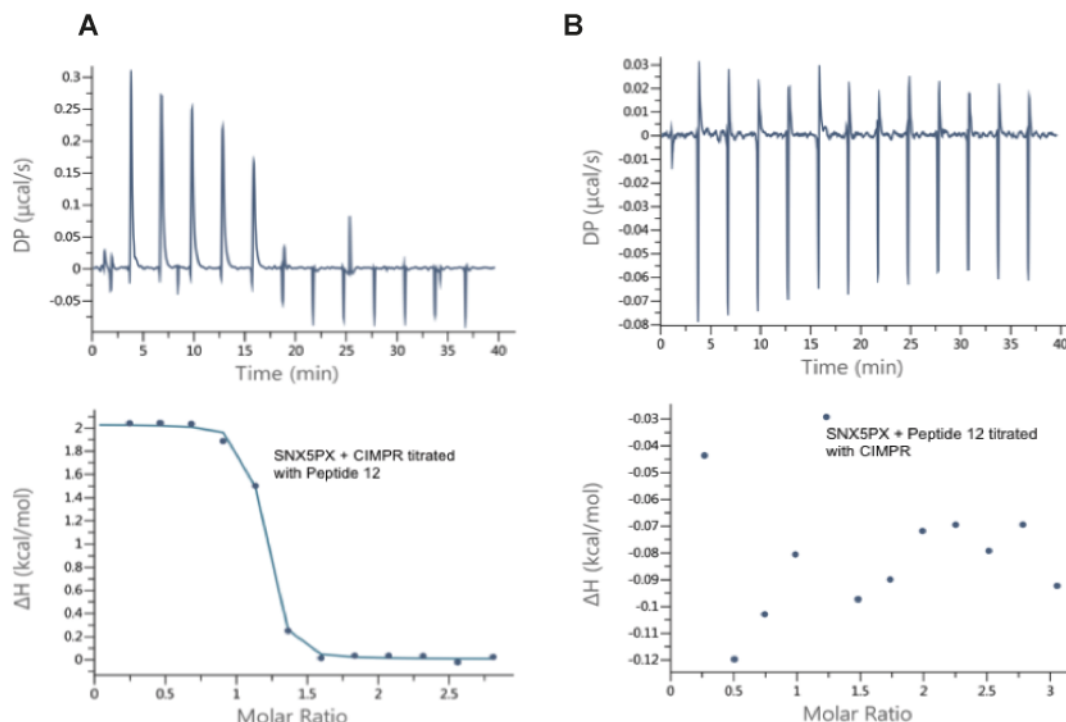 A
B
0.3
0.25
0.2
0.15
0.1
0.05
0
-0.05
DP (µcal/s)
0 5 10 15 20 25 30 35 40
Time (min)
0.03
0.02
0.01
0
-0.01
-0.02
-0.03
-0.04
-0.05
-0.06
-0.07
-0.08
DP (µcal/s)
0 5 10 15 20 25 30 35 40
Time (min)
2
1.8
1.6
1.4
1.2
1
0.8
0.6
0.4
0.2
0
ΔH (kcal/mol)
SNX5PX + CIMPR titrated
with Peptide 12
0 0.5 1 1.5 2 2.5
Molar Ratio
-0.03
-0.04
-0.05
-0.06
-0.07
-0.08
-0.09
-0.1
-0.11
-0.12
ΔH (kcal/mol)
SNX5PX + Peptide 12 titrated
with CIMPR
0 0.5 1 1.5 2 2.5 3
Molar Ratio